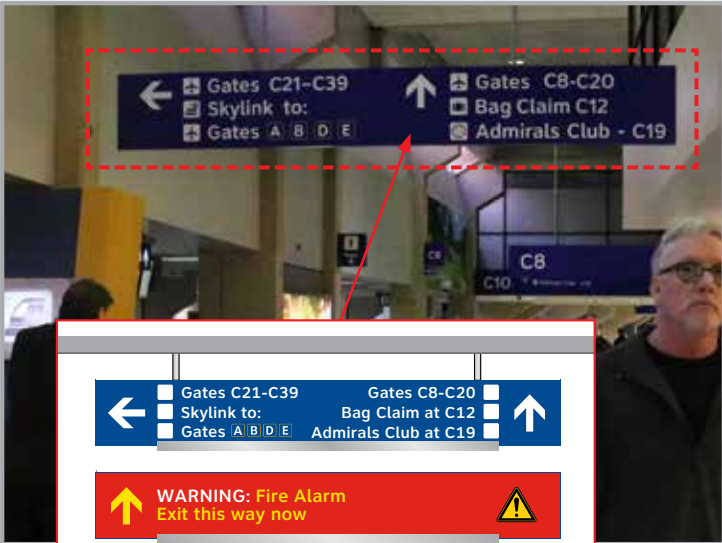 Gates C21-C39
Skylink to:
Gates A B D E
Gates C8-C20
Bag Claim C12
Admirals Club - C19
C8
C8
C10
Gates C21-C39
Skylink to:
Gates A B D E
Gates C8-C20
Bag Claim at C12
Admirals Club at C19
WARNING: Fire Alarm
Exit this way now